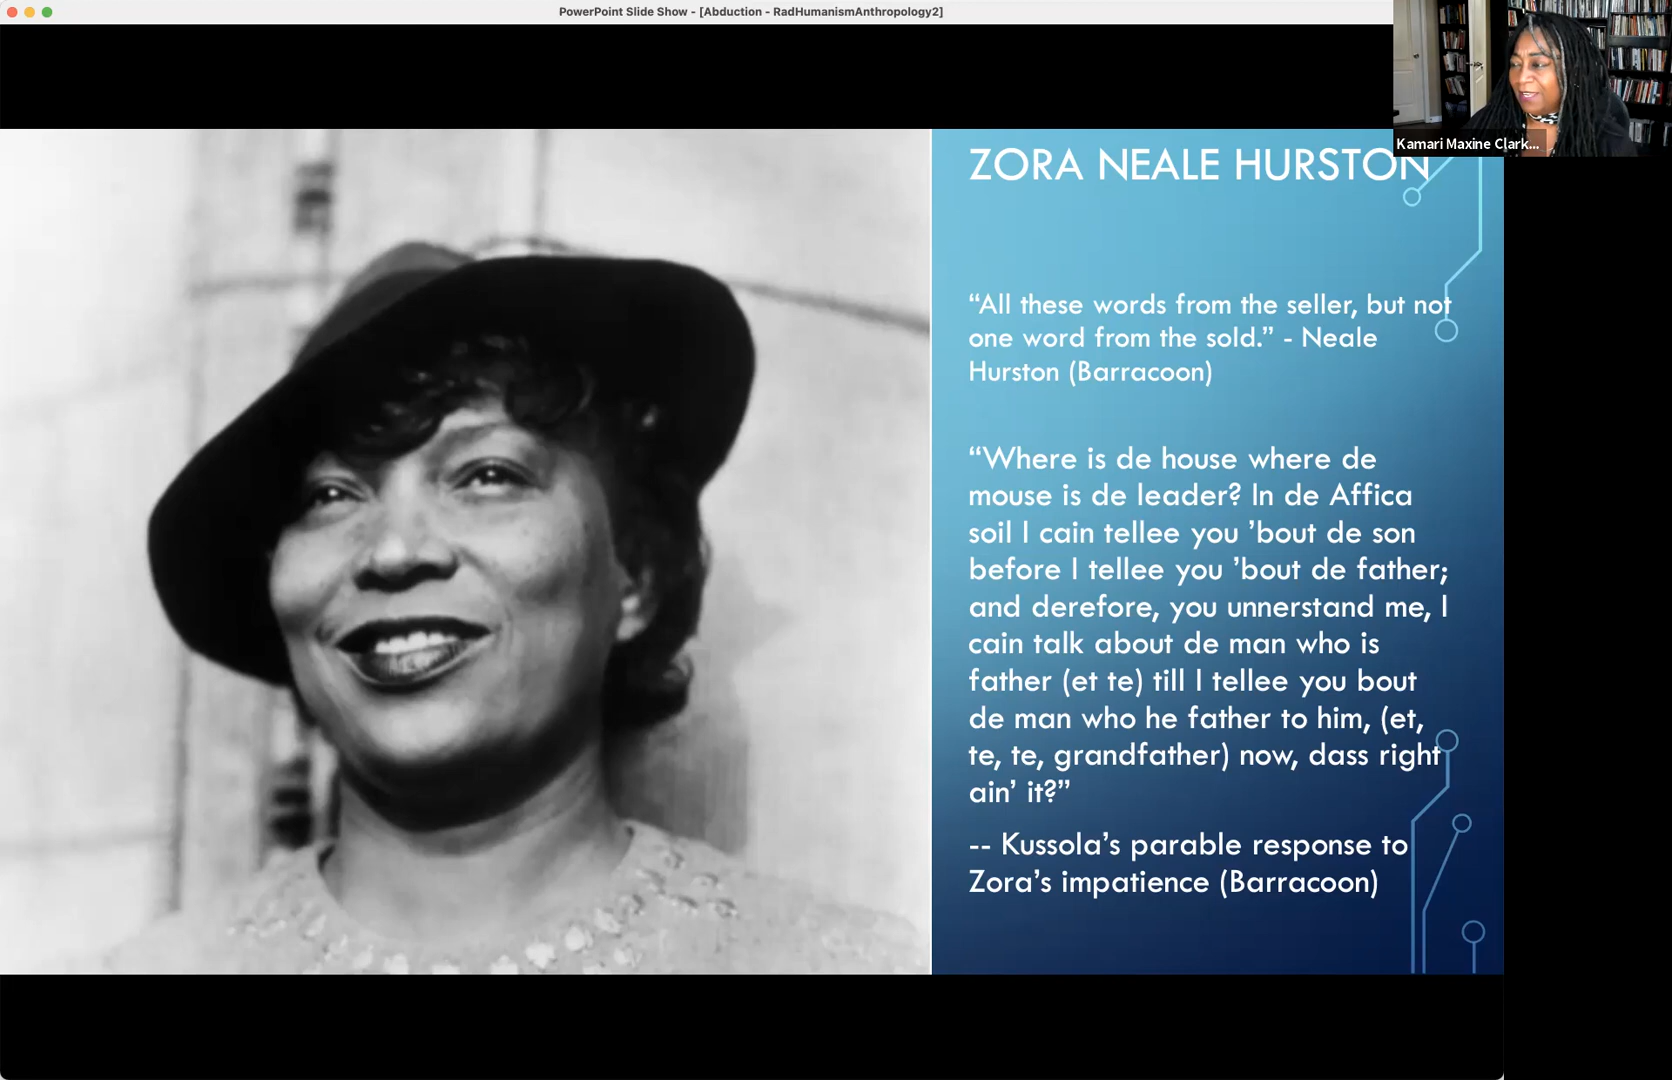 PowerPoint Slide Show - [Abduction - RadHumanismAnthropology2]
Kamari Maxine Clark...
ZORA NEALE HURSTON
“All these words from the seller, but not
one word from the sold.” - Neale
Hurston (Barracoon)
“Where is de house where de
mouse is de leader? In de Affica
soil I cain tellee you ’bout de son
before I tellee you ’bout de father;
and derefore, you unnerstand me, I
cain talk about de man who is
father (et te) till I tellee you bout
de man who he father to him, (et,
te, te, grandfather) now, dass right
ain’ it?”
-- Kussola’s parable response to
Zora’s impatience (Barracoon)